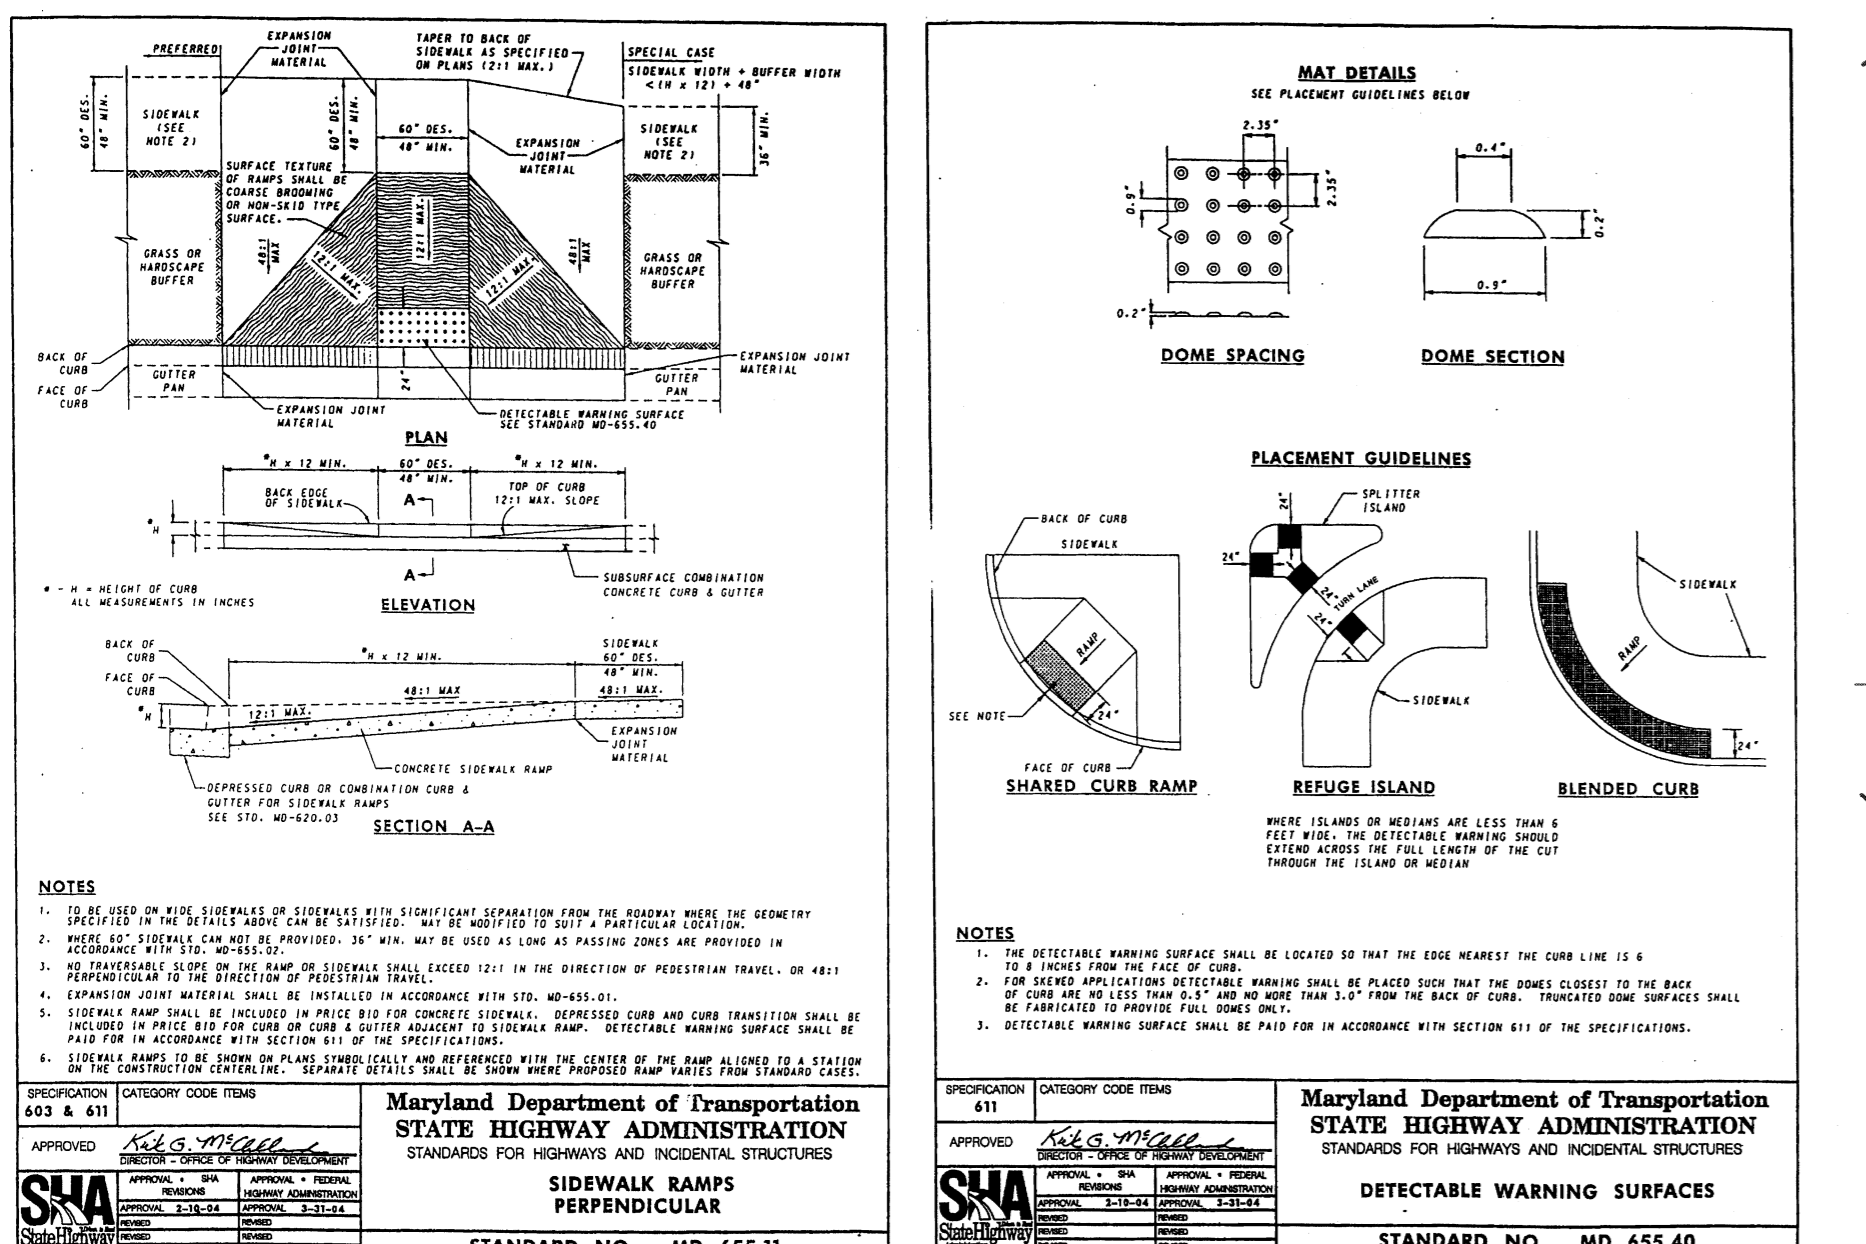 PREFERRED
EXPANSION
JOINT
MATERIAL
TAPER TO BACK OF
SIDEWALK AS SPECIFIED
ON PLANS (2:1 MAX.)
SPECIAL CASE
SIDEWALK WIDTH + BUFFER WIDTH
<(H x 12) + 48"
60" DES.
48" MIN.
SIDEWALK
(SEE
NOTE 2)
60" DES.
48" MIN.
60" DES.
48" MIN.
EXPANSION
JOINT
MATERIAL
SIDEWALK
(SEE
NOTE 2)
36" MIN.
SURFACE TEXTURE
OF RAMPS SHALL BE
COARSE BROOMING
OR NON-SKID TYPE
SURFACE.
48:1
MAX
12:1 MAX.
12:1 MAX.
12:1 MAX.
48:1
MAX
GRASS OR
HARDSCAPE
BUFFER
GRASS OR
HARDSCAPE
BUFFER
BACK OF
CURB
FACE OF
CURB
GUTTER
PAN
24"
GUTTER
PAN
EXPANSION JOINT
MATERIAL
EXPANSION JOINT
MATERIAL
DETECTABLE WARNING SURFACE
SEE STANDARD MD-655.40
PLAN
*H x 12 MIN.
60" DES.
48" MIN.
*H x 12 MIN.
BACK EDGE
OF SIDEWALK
A
TOP OF CURB
12:1 MAX. SLOPE
*H
A
SUBSURFACE COMBINATION
CONCRETE CURB & GUTTER
* - H = HEIGHT OF CURB
ALL MEASUREMENTS IN INCHES
ELEVATION
BACK OF
CURB
FACE OF
CURB
*H
*H x 12 MIN.
SIDEWALK
60" DES.
48" MIN.
48:1 MAX
48:1 MAX.
12:1 MAX.
EXPANSION
JOINT
MATERIAL
CONCRETE SIDEWALK RAMP
DEPRESSED CURB OR COMBINATION CURB &
GUTTER FOR SIDEWALK RAMPS
SEE STD. MD-620.03
SECTION A-A
NOTES
1. TO BE USED ON WIDE SIDEWALKS OR SIDEWALKS WITH SIGNIFICANT SEPARATION FROM THE ROADWAY WHERE THE GEOMETRY
SPECIFIED IN THE DETAILS ABOVE CAN BE SATISFIED. MAY BE MODIFIED TO SUIT A PARTICULAR LOCATION.
2. WHERE 60" SIDEWALK CAN NOT BE PROVIDED, 36" MIN. MAY BE USED AS LONG AS PASSING ZONES ARE PROVIDED IN
ACCORDANCE WITH STD. MD-655.02.
3. NO TRAVERSABLE SLOPE ON THE RAMP OR SIDEWALK SHALL EXCEED 12:1 IN THE DIRECTION OF PEDESTRIAN TRAVEL, OR 48:1
PERPENDICULAR TO THE DIRECTION OF PEDESTRIAN TRAVEL.
4. EXPANSION JOINT MATERIAL SHALL BE INSTALLED IN ACCORDANCE WITH STD. MD-655.01.
5. SIDEWALK RAMP SHALL BE INCLUDED IN PRICE BID FOR CONCRETE SIDEWALK. DEPRESSED CURB AND CURB TRANSITION SHALL BE
INCLUDED IN PRICE BID FOR CURB OR CURB & GUTTER ADJACENT TO SIDEWALK RAMP. DETECTABLE WARNING SURFACE SHALL BE
PAID FOR IN ACCORDANCE WITH SECTION 611 OF THE SPECIFICATIONS.
6. SIDEWALK RAMPS TO BE SHOWN ON PLANS SYMBOLICALLY AND REFERENCED WITH THE CENTER OF THE RAMP ALIGNED TO A STATION
ON THE CONSTRUCTION CENTERLINE. SEPARATE DETAILS SHALL BE SHOWN WHERE PROPOSED RAMP VARIES FROM STANDARD CASES.
SPECIFICATION
603 & 611
CATEGORY CODE ITEMS
APPROVED
Kirk G. McClelland
DIRECTOR - OFFICE OF HIGHWAY DEVELOPMENT
SHA
StateHighway
APPROVAL • SHA
REVISIONS
APPROVAL • FEDERAL
HIGHWAY ADMINISTRATION
APPROVAL 2-10-04
APPROVAL 3-31-04
REVISED
REVISED
REVISED
REVISED
Maryland Department of Transportation
STATE HIGHWAY ADMINISTRATION
STANDARDS FOR HIGHWAYS AND INCIDENTAL STRUCTURES
SIDEWALK RAMPS
PERPENDICULAR
STANDARD NO. MD 655.11
MAT DETAILS
SEE PLACEMENT GUIDELINES BELOW
2.35"
2.35"
0.9"
0.2"
DOME SPACING
0.4"
0.2"
0.9"
DOME SECTION
PLACEMENT GUIDELINES
BACK OF CURB
SIDEWALK
RAMP
SEE NOTE
24"
FACE OF CURB
SHARED CURB RAMP
24"
SPLITTER
ISLAND
24"
24"
TURN LANE
24"
SIDEWALK
REFUGE ISLAND
SIDEWALK
RAMP
24"
BLENDED CURB
WHERE ISLANDS OR MEDIANS ARE LESS THAN 6
FEET WIDE, THE DETECTABLE WARNING SHOULD
EXTEND ACROSS THE FULL LENGTH OF THE CUT
THROUGH THE ISLAND OR MEDIAN
NOTES
1. THE DETECTABLE WARNING SURFACE SHALL BE LOCATED SO THAT THE EDGE NEAREST THE CURB LINE IS 6
TO 8 INCHES FROM THE FACE OF CURB.
2. FOR SKEWED APPLICATIONS DETECTABLE WARNING SHALL BE PLACED SUCH THAT THE DOMES CLOSEST TO THE BACK
OF CURB ARE NO LESS THAN 0.5" AND NO MORE THAN 3.0" FROM THE BACK OF CURB. TRUNCATED DOME SURFACES SHALL
BE FABRICATED TO PROVIDE FULL DOMES ONLY.
3. DETECTABLE WARNING SURFACE SHALL BE PAID FOR IN ACCORDANCE WITH SECTION 611 OF THE SPECIFICATIONS.
SPECIFICATION
611
CATEGORY CODE ITEMS
APPROVED
Kirk G. McClelland
DIRECTOR - OFFICE OF HIGHWAY DEVELOPMENT
SHA
StateHighway
APPROVAL • SHA
REVISIONS
APPROVAL • FEDERAL
HIGHWAY ADMINISTRATION
APPROVAL 2-10-04
APPROVAL 3-31-04
REVISED
REVISED
REVISED
REVISED
REVISED
REVISED
Maryland Department of Transportation
STATE HIGHWAY ADMINISTRATION
STANDARDS FOR HIGHWAYS AND INCIDENTAL STRUCTURES
DETECTABLE WARNING SURFACES
STANDARD NO. MD 655.40